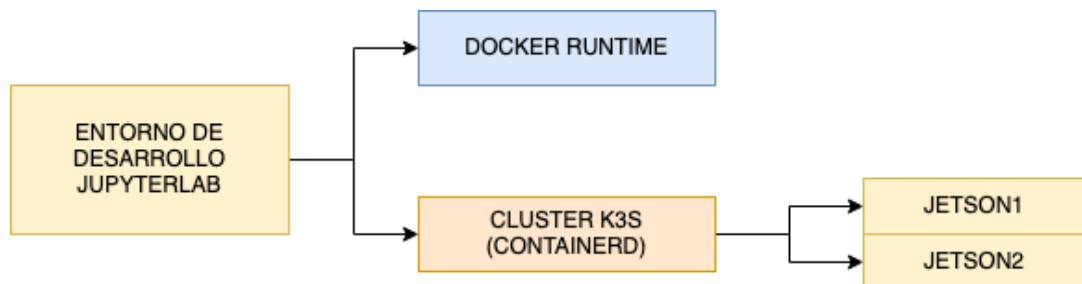 DOCKER RUNTIME
ENTORNO DE
DESARROLLO
JUPYTERLAB
CLUSTER K3S
(CONTAINERD)
JETSON1
JETSON2